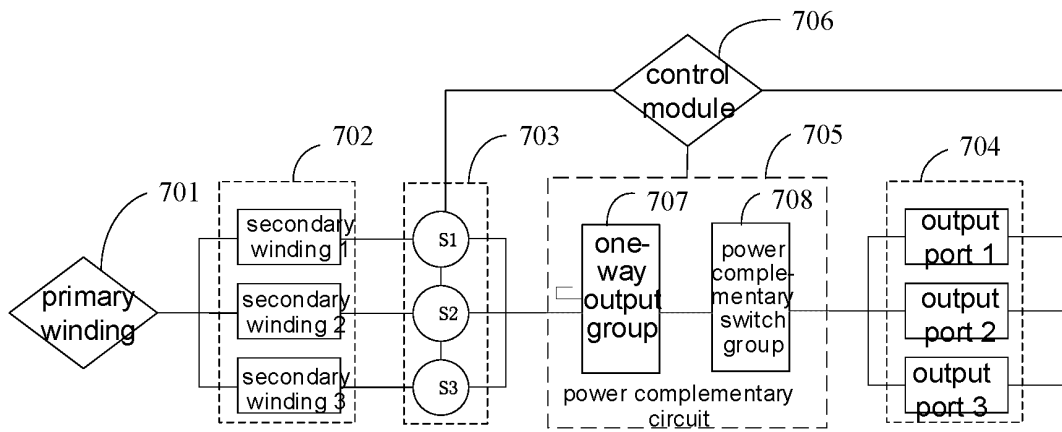 706
control
module
702
703
705
704
701
707
708
secondary
winding 1
S1
one-
way
output
group
power
comple-
mentary
switch
group
output
port 1
primary
winding
secondary
winding 2
S2
output
port 2
secondary
winding 3
S3
power complementary
circuit
output
port 3